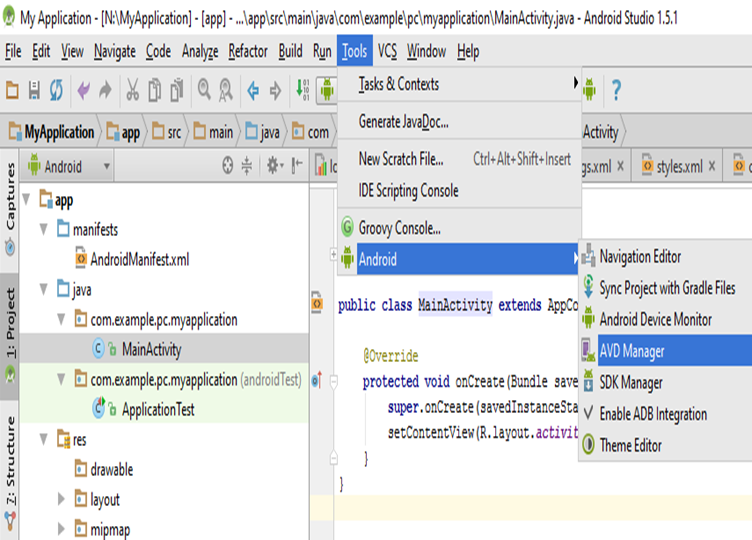 My Application - [N:\MyApplication] - [app] - ...\app\src\main\java\com\example\pc\myapplication\MainActivity.java - Android Studio 1.5.1
File Edit View Navigate Code Analyze Refactor Build Run Tools VCS Window Help
Tasks & Contexts
Generate JavaDoc...
MyApplication app src main java com Activity
New Scratch File... Ctrl+Alt+Shift+Insert
Android gs.xml styles.xml
IDE Scripting Console
Captures
app
Groovy Console...
manifests
Android
Navigation Editor
AndroidManifest.xml
Sync Project with Gradle Files
java
public class MainActivity extends AppCo
1: Project
com.example.pc.myapplication
Android Device Monitor
MainActivity
@Override
AVD Manager
com.example.pc.myapplication (androidTest)
protected void onCreate(Bundle save
SDK Manager
ApplicationTest
super.onCreate(savedInstanceSta
Enable ADB Integration
7: Structure
res
setContentView(R.layout.activit
Theme Editor
drawable
}
layout
}
mipmap